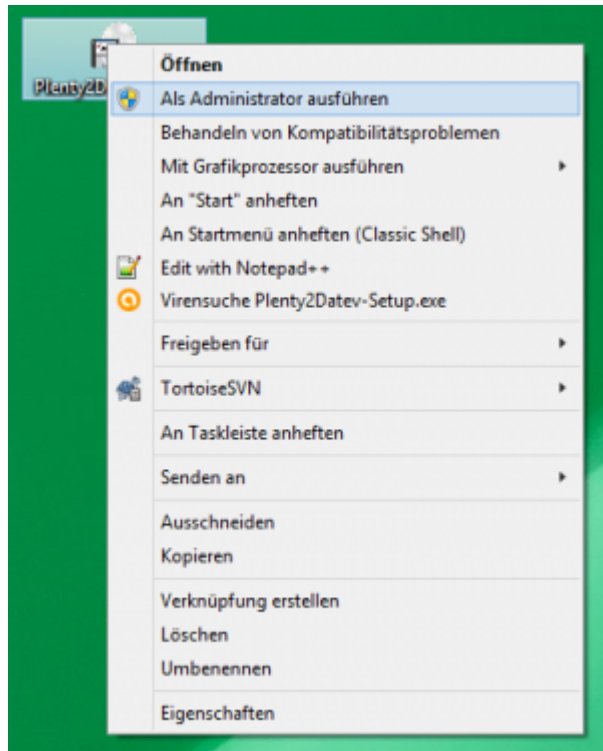 Plenty2D
Öffnen
Als Administrator ausführen
Behandeln von Kompatibilitätsproblemen
Mit Grafikprozessor ausführen
An "Start" anheften
An Startmenü anheften (Classic Shell)
Edit with Notepad++
Virensuche Plenty2Datev-Setup.exe
Freigeben für
TortoiseSVN
An Taskleiste anheften
Senden an
Ausschneiden
Kopieren
Verknüpfung erstellen
Löschen
Umbenennen
Eigenschaften